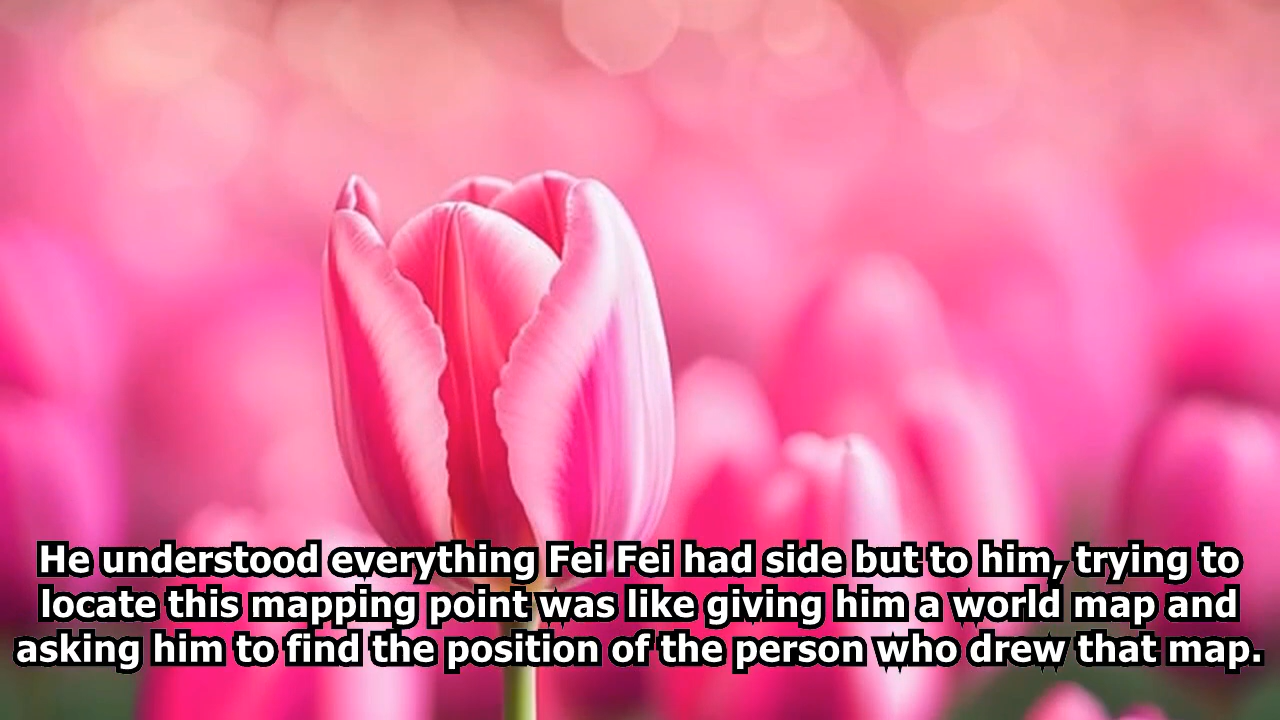 He understood everything Fei Fei had side but to him, trying to
locate this mapping point was like giving him a world map and
asking him to find the position of the person who drew that map.